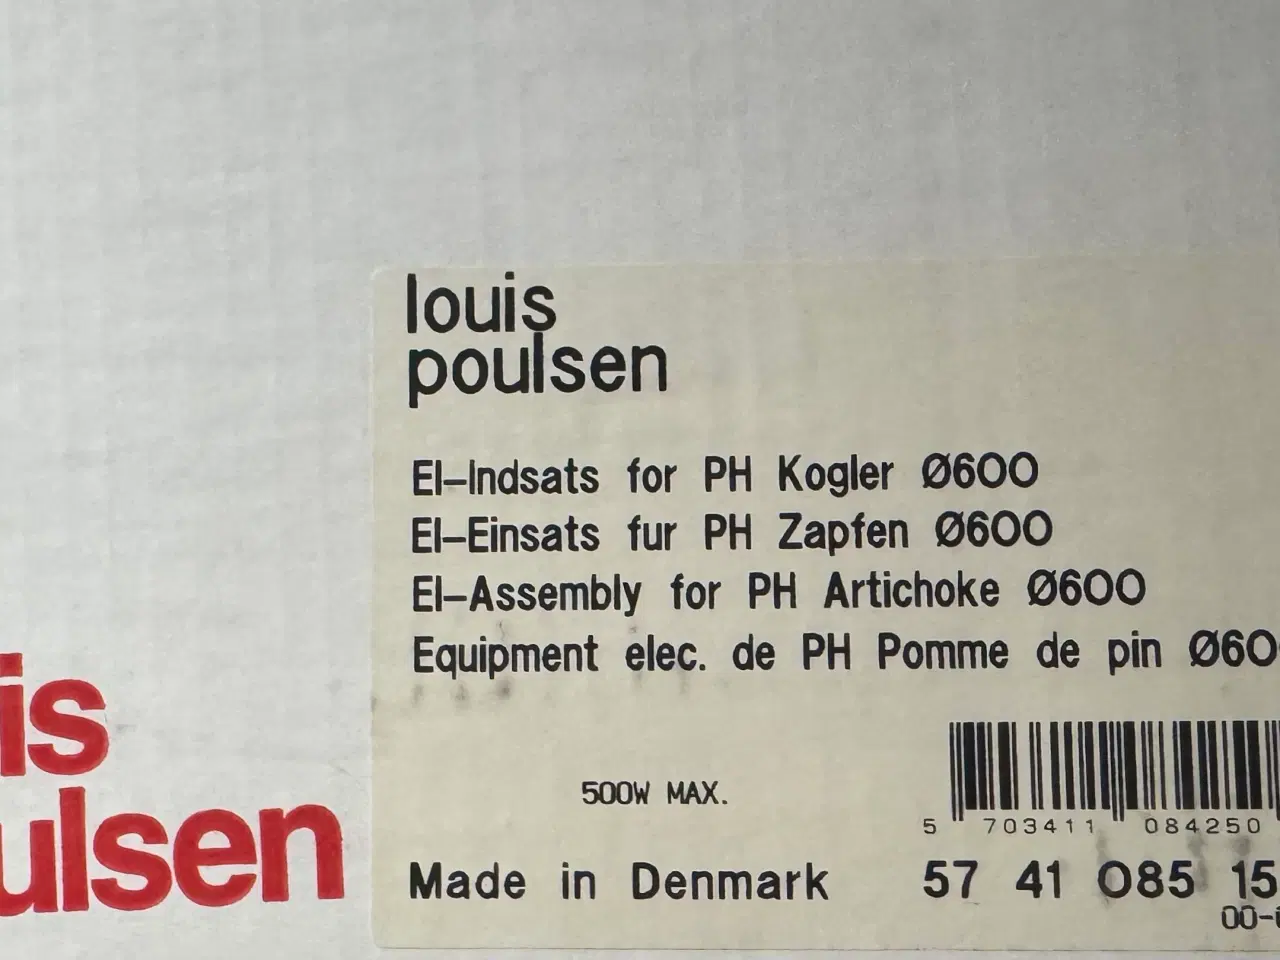 louis
poulsen
El-Indsats for PH Kogler Ø600
El-Einsats fur PH Zapfen Ø600
El-Assembly for PH Artichoke Ø600
Equipment elec. de PH Pomme de pin Ø60
is
ulsen
500W MAX.
5 703411 084250
Made in Denmark 57 41 085 15
00-